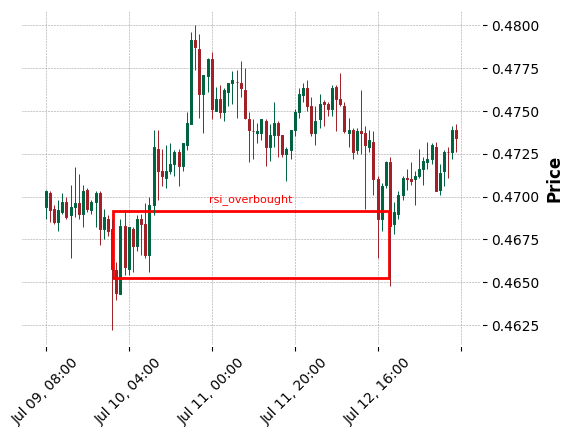 0.4800
0.4775
0.4750
0.4725
0.4700
0.4675
0.4650
0.4625
Price
rsi_overbought
Jul 09, 08:00
Jul 10, 04:00
Jul 11, 00:00
Jul 11, 20:00
Jul 12, 16:00